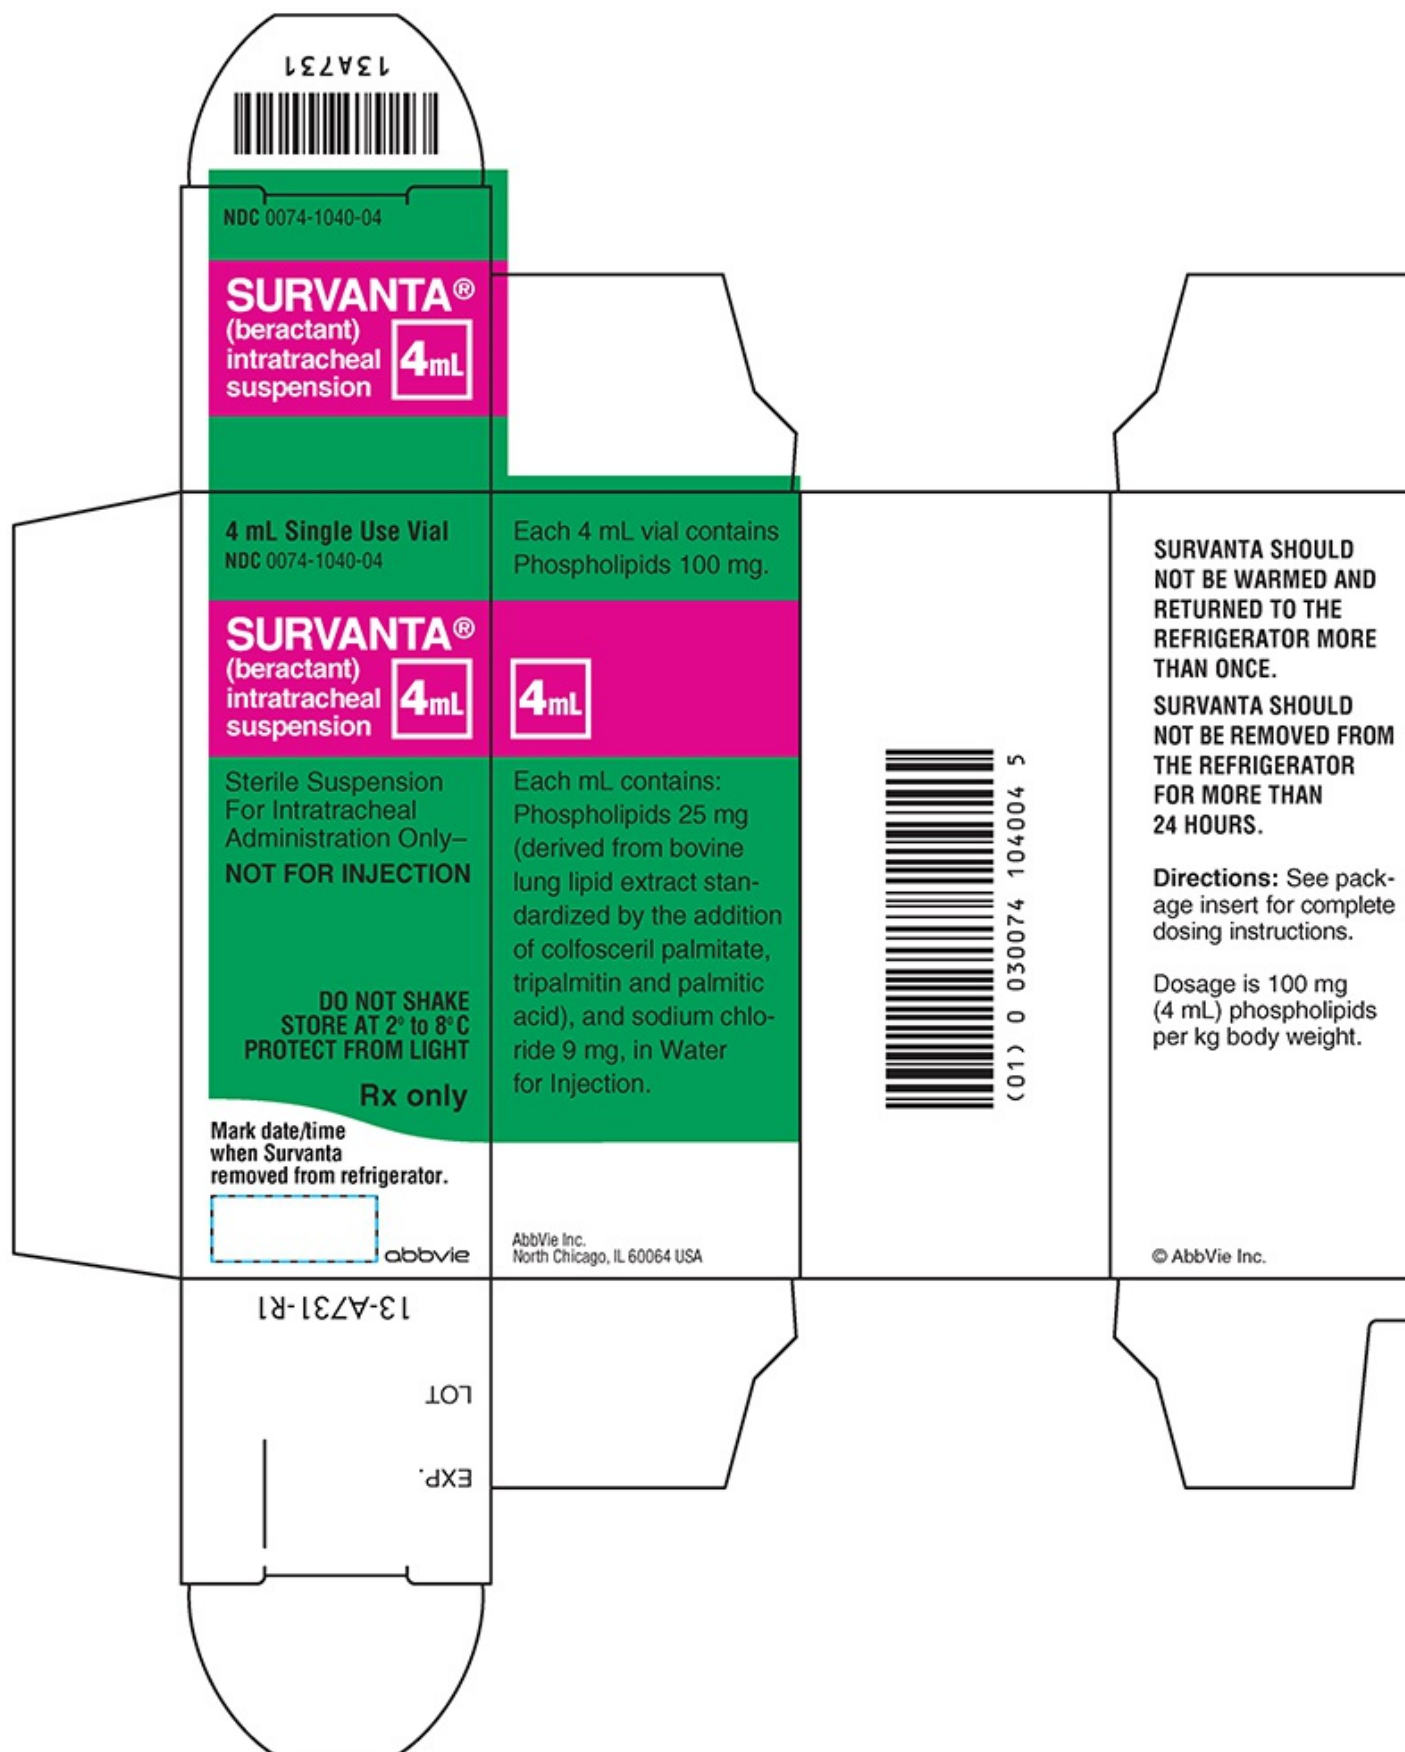 13A731
NDC 0074-1040-04
SURVANTA®
(beractant)
intratracheal
suspension
4mL
4 mL Single Use Vial
NDC 0074-1040-04
SURVANTA®
(beractant)
intratracheal
suspension
4mL
Sterile Suspension
For Intratracheal
Administration Only–
NOT FOR INJECTION
DO NOT SHAKE
STORE AT 2° to 8°C
PROTECT FROM LIGHT
Rx only
Mark date/time
when Survanta
removed from refrigerator.
abbvie
Each 4 mL vial contains
Phospholipids 100 mg.
4mL
Each mL contains:
Phospholipids 25 mg
(derived from bovine
lung lipid extract stan-
dardized by the addition
of colfosceril palmitate,
tripalmitin and palmitic
acid), and sodium chlo-
ride 9 mg, in Water
for Injection.
AbbVie Inc.
North Chicago, IL 60064 USA
(01) 0 030074 104004 5
SURVANTA SHOULD
NOT BE WARMED AND
RETURNED TO THE
REFRIGERATOR MORE
THAN ONCE.
SURVANTA SHOULD
NOT BE REMOVED FROM
THE REFRIGERATOR
FOR MORE THAN
24 HOURS.
Directions: See pack-
age insert for complete
dosing instructions.
Dosage is 100 mg
(4 mL) phospholipids
per kg body weight.
© AbbVie Inc.
13-A731-R1
LOT
EXP.